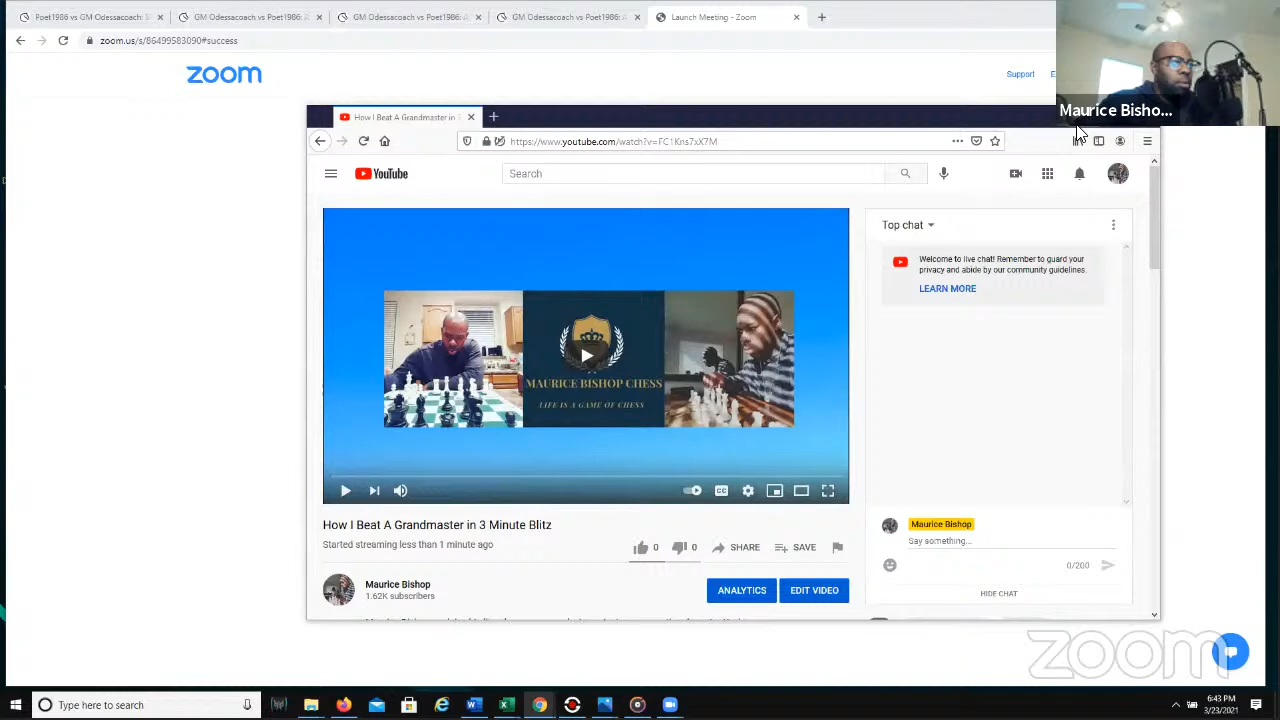 Poet1986 vs GM Odessacoach:
GM Odessacoach vs Poet1986:
GM Odessacoach vs Poet1986:
GM Odessacoach vs Poet1986:
Launch Meeting - Zoom
zoom.us/s/86499583090#success
zoom
Support
Maurice Bisho...
How I Beat A Grandmaster in
https://www.youtube.com/watch?v=FC1Kns7xX7M
YouTube
Search
Top chat
Welcome to live chat! Remember to guard your
privacy and abide by our community guidelines.
LEARN MORE
MAURICE BISHOP CHESS
LIFE IS A GAME OF CHESS
CC
How I Beat A Grandmaster in 3 Minute Blitz
Started streaming less than 1 minute ago
0
0
SHARE
SAVE
Maurice Bishop
1.62K subscribers
ANALYTICS
EDIT VIDEO
Maurice Bishop
Say something...
0/200
HIDE CHAT
zoom
Type here to search
6:43 PM
3/23/2021